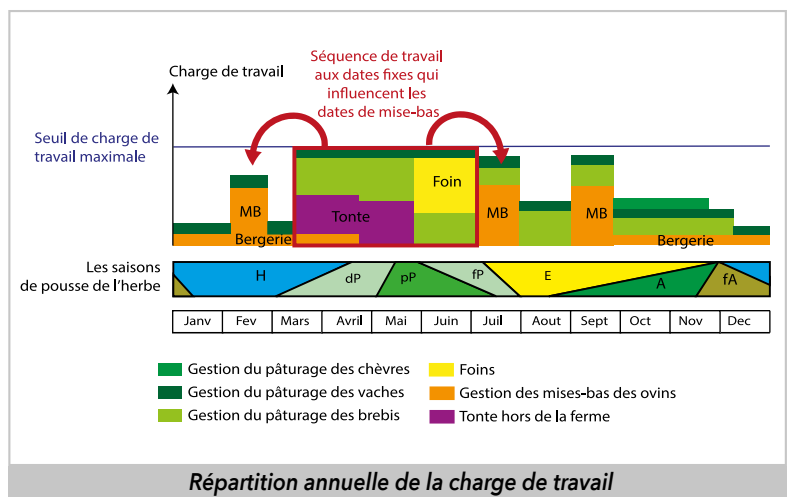 Séquence de travail
aux dates fixes qui
influencent les
dates de mise-bas
Charge de travail
Seuil de charge de
travail maximale
MB
Tonte
Foin
MB
MB
Bergerie
Bergerie
Les saisons
de pousse de l'herbe
H
dP
pP
fP
E
A
fA
Janv
Fev
Mars
Avril
Mai
Juin
Juil
Aout
Sept
Oct
Nov
Dec
Gestion du pâturage des chèvres
Gestion du pâturage des vaches
Gestion du pâturage des brebis
Foins
Gestion des mises-bas des ovins
Tonte hors de la ferme
Répartition annuelle de la charge de travail